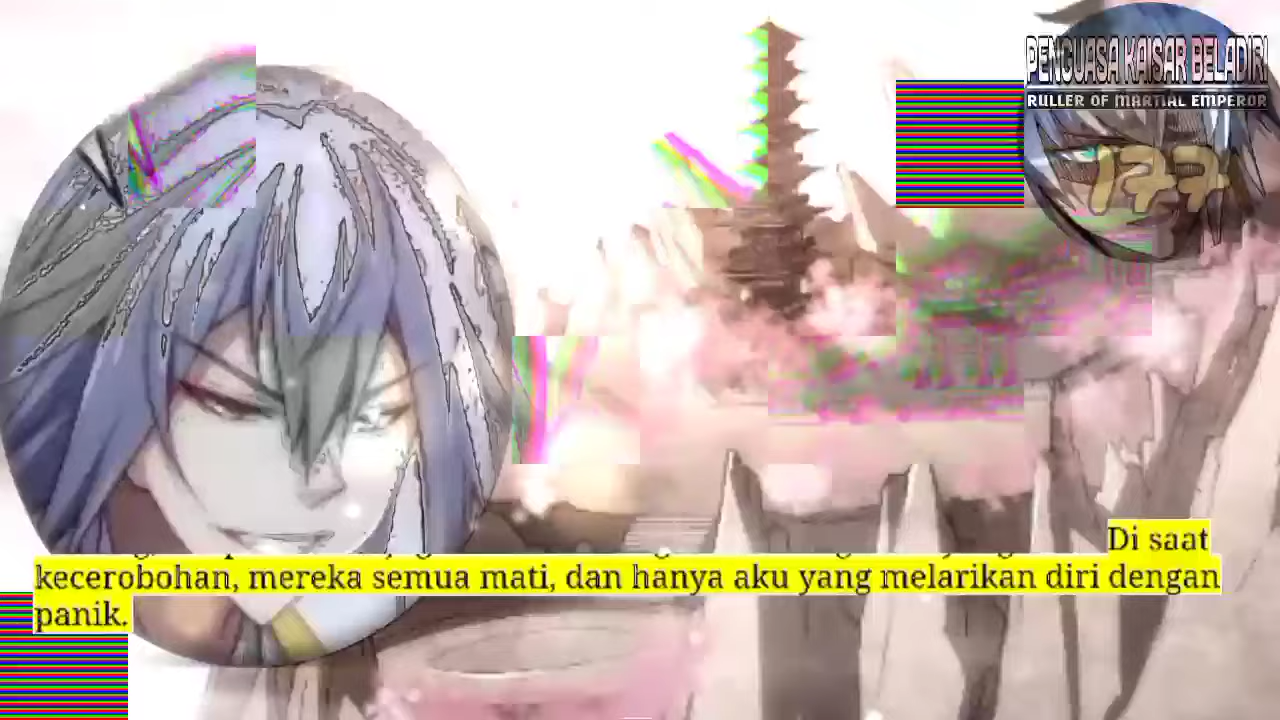 PENGUASA KAISAR BELADIRI
RULLER OF MARTIAL EMPEROR
177
Di saat
kecerobohan, mereka semua mati, dan hanya aku yang melarikan diri dengan
panik.